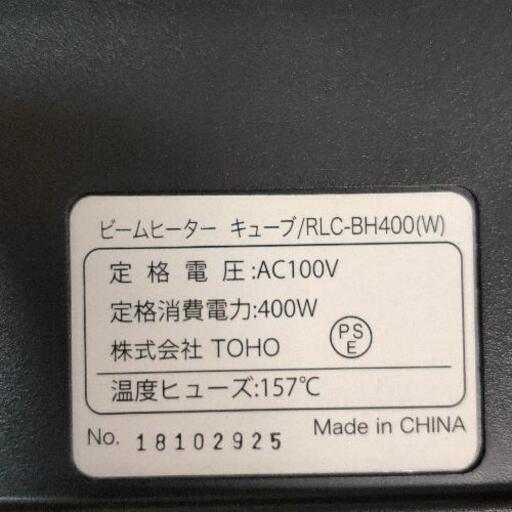 ビームヒーター キューブ/RLC-BH400(W)
定格電圧:AC100V
定格消費電力:400W
株式会社 TOHO
PSE
温度ヒューズ:157℃
No. 18102925 Made in CHINA